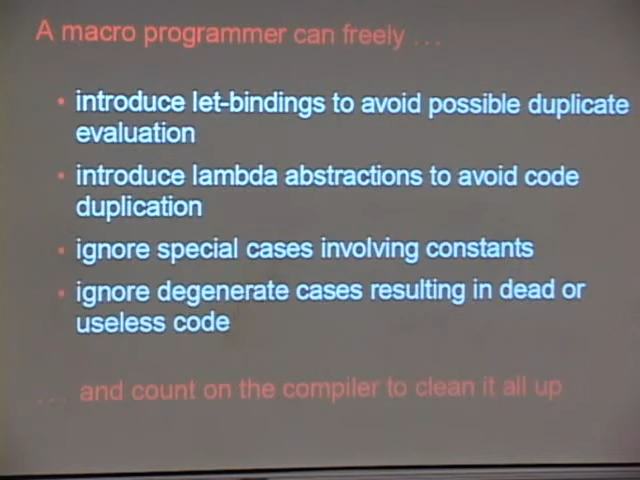 A macro programmer can freely ...
• introduce let-bindings to avoid possible duplicate
evaluation
• introduce lambda abstractions to avoid code
duplication
• ignore special cases involving constants
• ignore degenerate cases resulting in dead or
useless code
... and count on the compiler to clean it all up